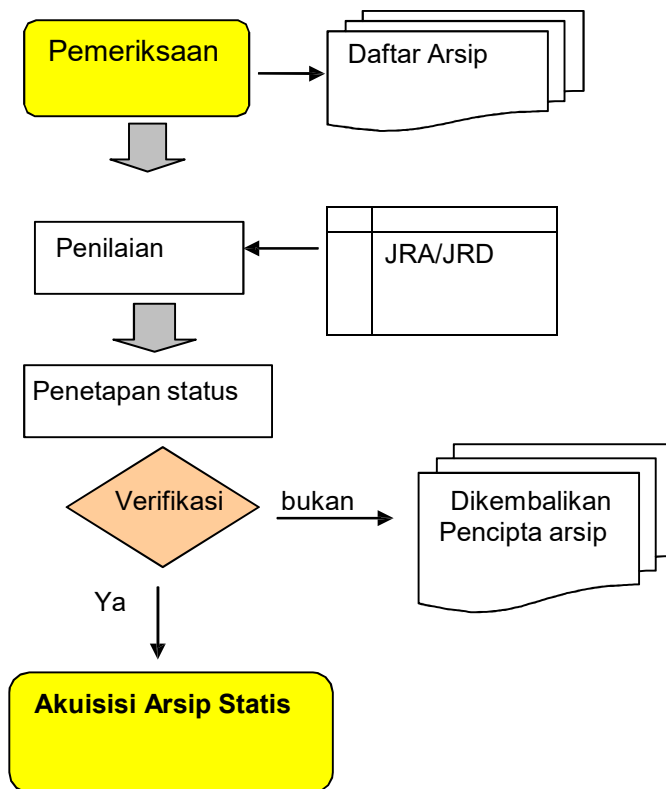 Pemeriksaan
Daftar Arsip
Penilaian
JRA/JRD
Penetapan status
Verifikasi
bukan
Dikembalikan
Pencipta arsip
Ya
Akuisisi Arsip Statis